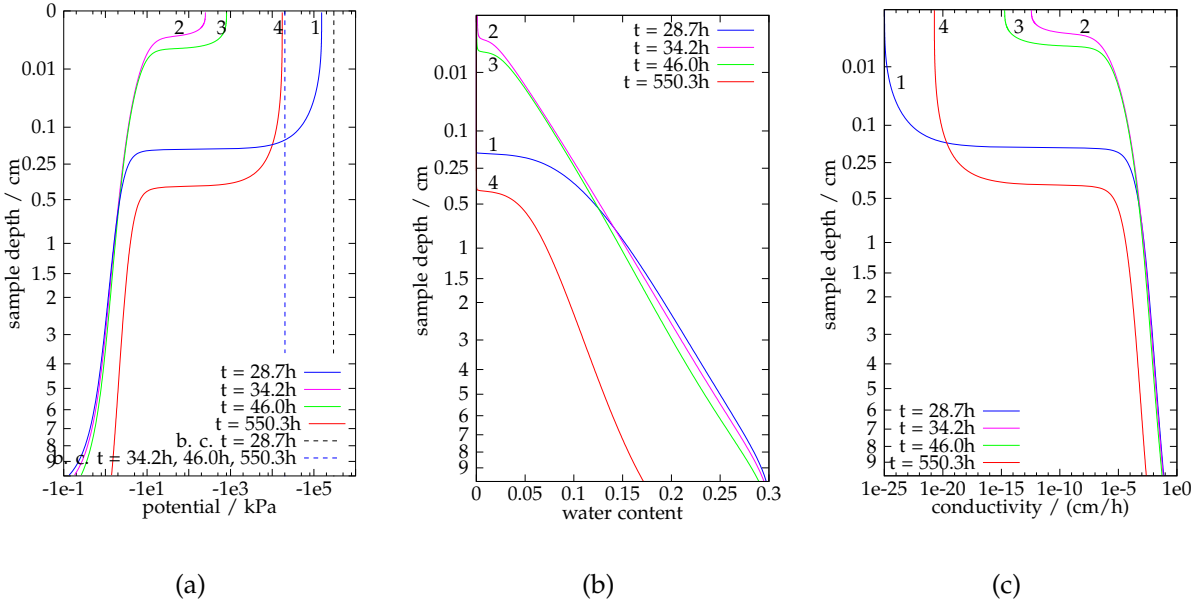 0
0.01
0.1
0.25
0.5
1
1.5
2
3
4
5
6
7
8
9
-1e-1
-1e1
-1e3
-1e5
sample depth / cm
potential / kPa
2
3
4
1
t = 28.7h
t = 34.2h
t = 46.0h
t = 550.3h
b. c. t = 28.7h
b. c. t = 34.2h, 46.0h, 550.3h
(a)
0.01
0.1
0.25
0.5
1
1.5
2
3
4
5
6
7
8
9
0
0.05
0.1
0.15
0.2
0.25
0.3
sample depth / cm
water content
2
3
1
4
t = 28.7h
t = 34.2h
t = 46.0h
t = 550.3h
(b)
0
0.01
0.1
0.25
0.5
1
1.5
2
3
4
5
6
7
8
9
1e-25
1e-20
1e-15
1e-10
1e-5
1e0
sample depth / cm
conductivity / (cm/h)
4
3
2
1
t = 28.7h
t = 34.2h
t = 46.0h
t = 550.3h
(c)